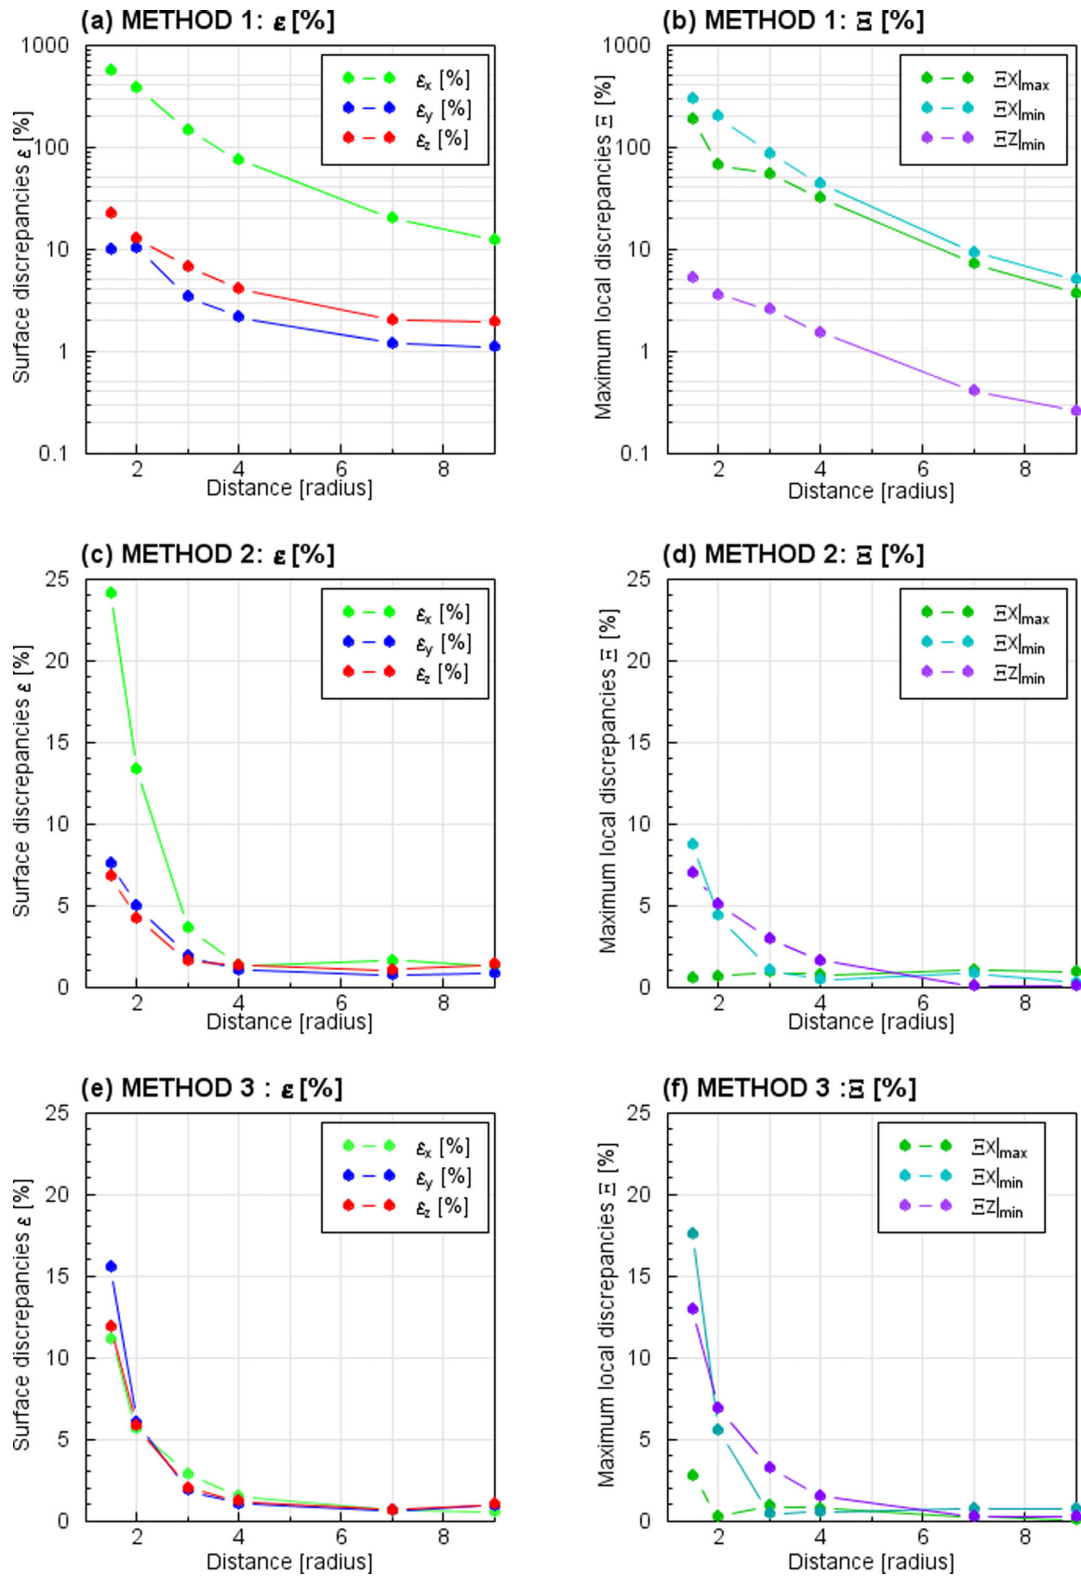 (a) METHOD 1: ε [%]
1000
100
10
1
0.1
2
4
6
8
Surface discrepancies ε [%]
Distance [radius]
εx [%]
εy [%]
εz [%]
(b) METHOD 1: Ξ [%]
1000
100
10
1
0.1
2
4
6
8
Maximum local discrepancies Ξ [%]
Distance [radius]
ΞX|max
ΞX|min
ΞZ|min
(c) METHOD 2: ε [%]
25
20
15
10
5
0
2
4
6
8
Surface discrepancies ε [%]
Distance [radius]
εx [%]
εy [%]
εz [%]
(d) METHOD 2: Ξ [%]
25
20
15
10
5
0
2
4
6
8
Maximum local discrepancies Ξ [%]
Distance [radius]
ΞX|max
ΞX|min
ΞZ|min
(e) METHOD 3 : ε [%]
25
20
15
10
5
0
2
4
6
8
Surface discrepancies ε [%]
Distance [radius]
εx [%]
εy [%]
εz [%]
(f) METHOD 3 :Ξ [%]
25
20
15
10
5
0
2
4
6
8
Maximum local discrepancies Ξ [%]
Distance [radius]
ΞX|max
ΞX|min
ΞZ|min